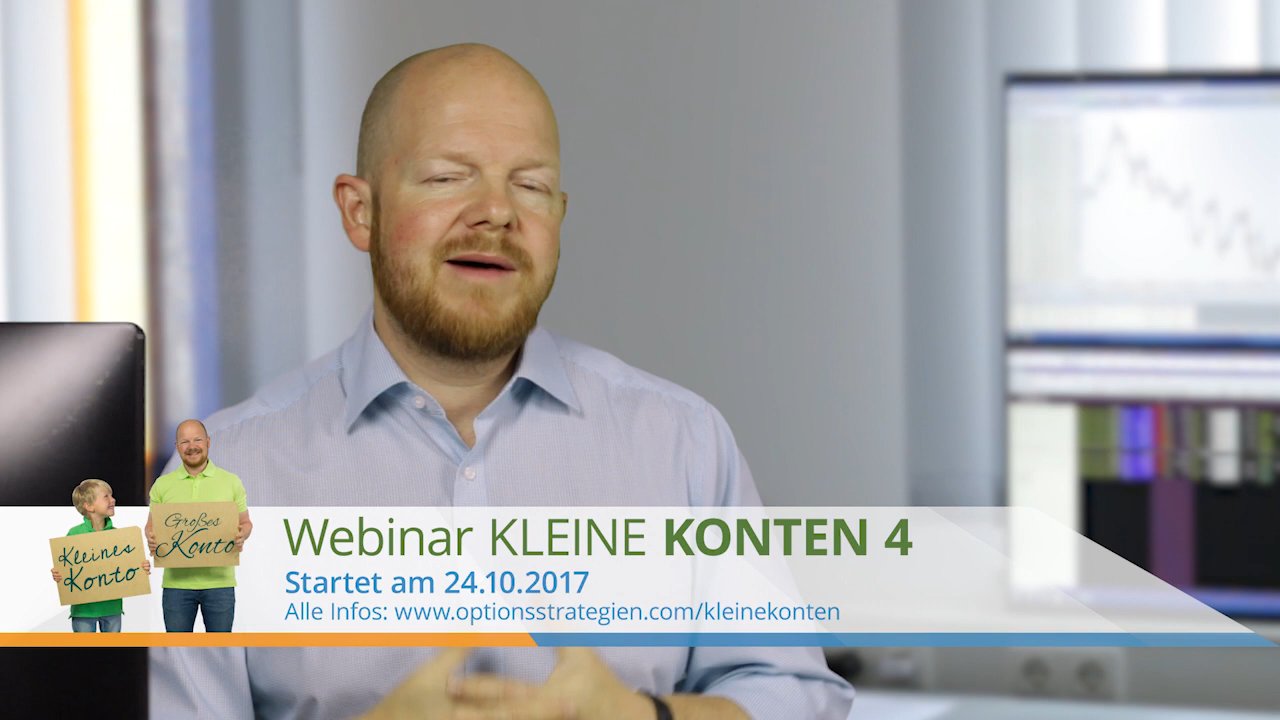 Kleines
Konto
Großes
Konto
Webinar KLEINE KONTEN 4
Startet am 24.10.2017
Alle Infos: www.optionsstrategien.com/kleinekonten